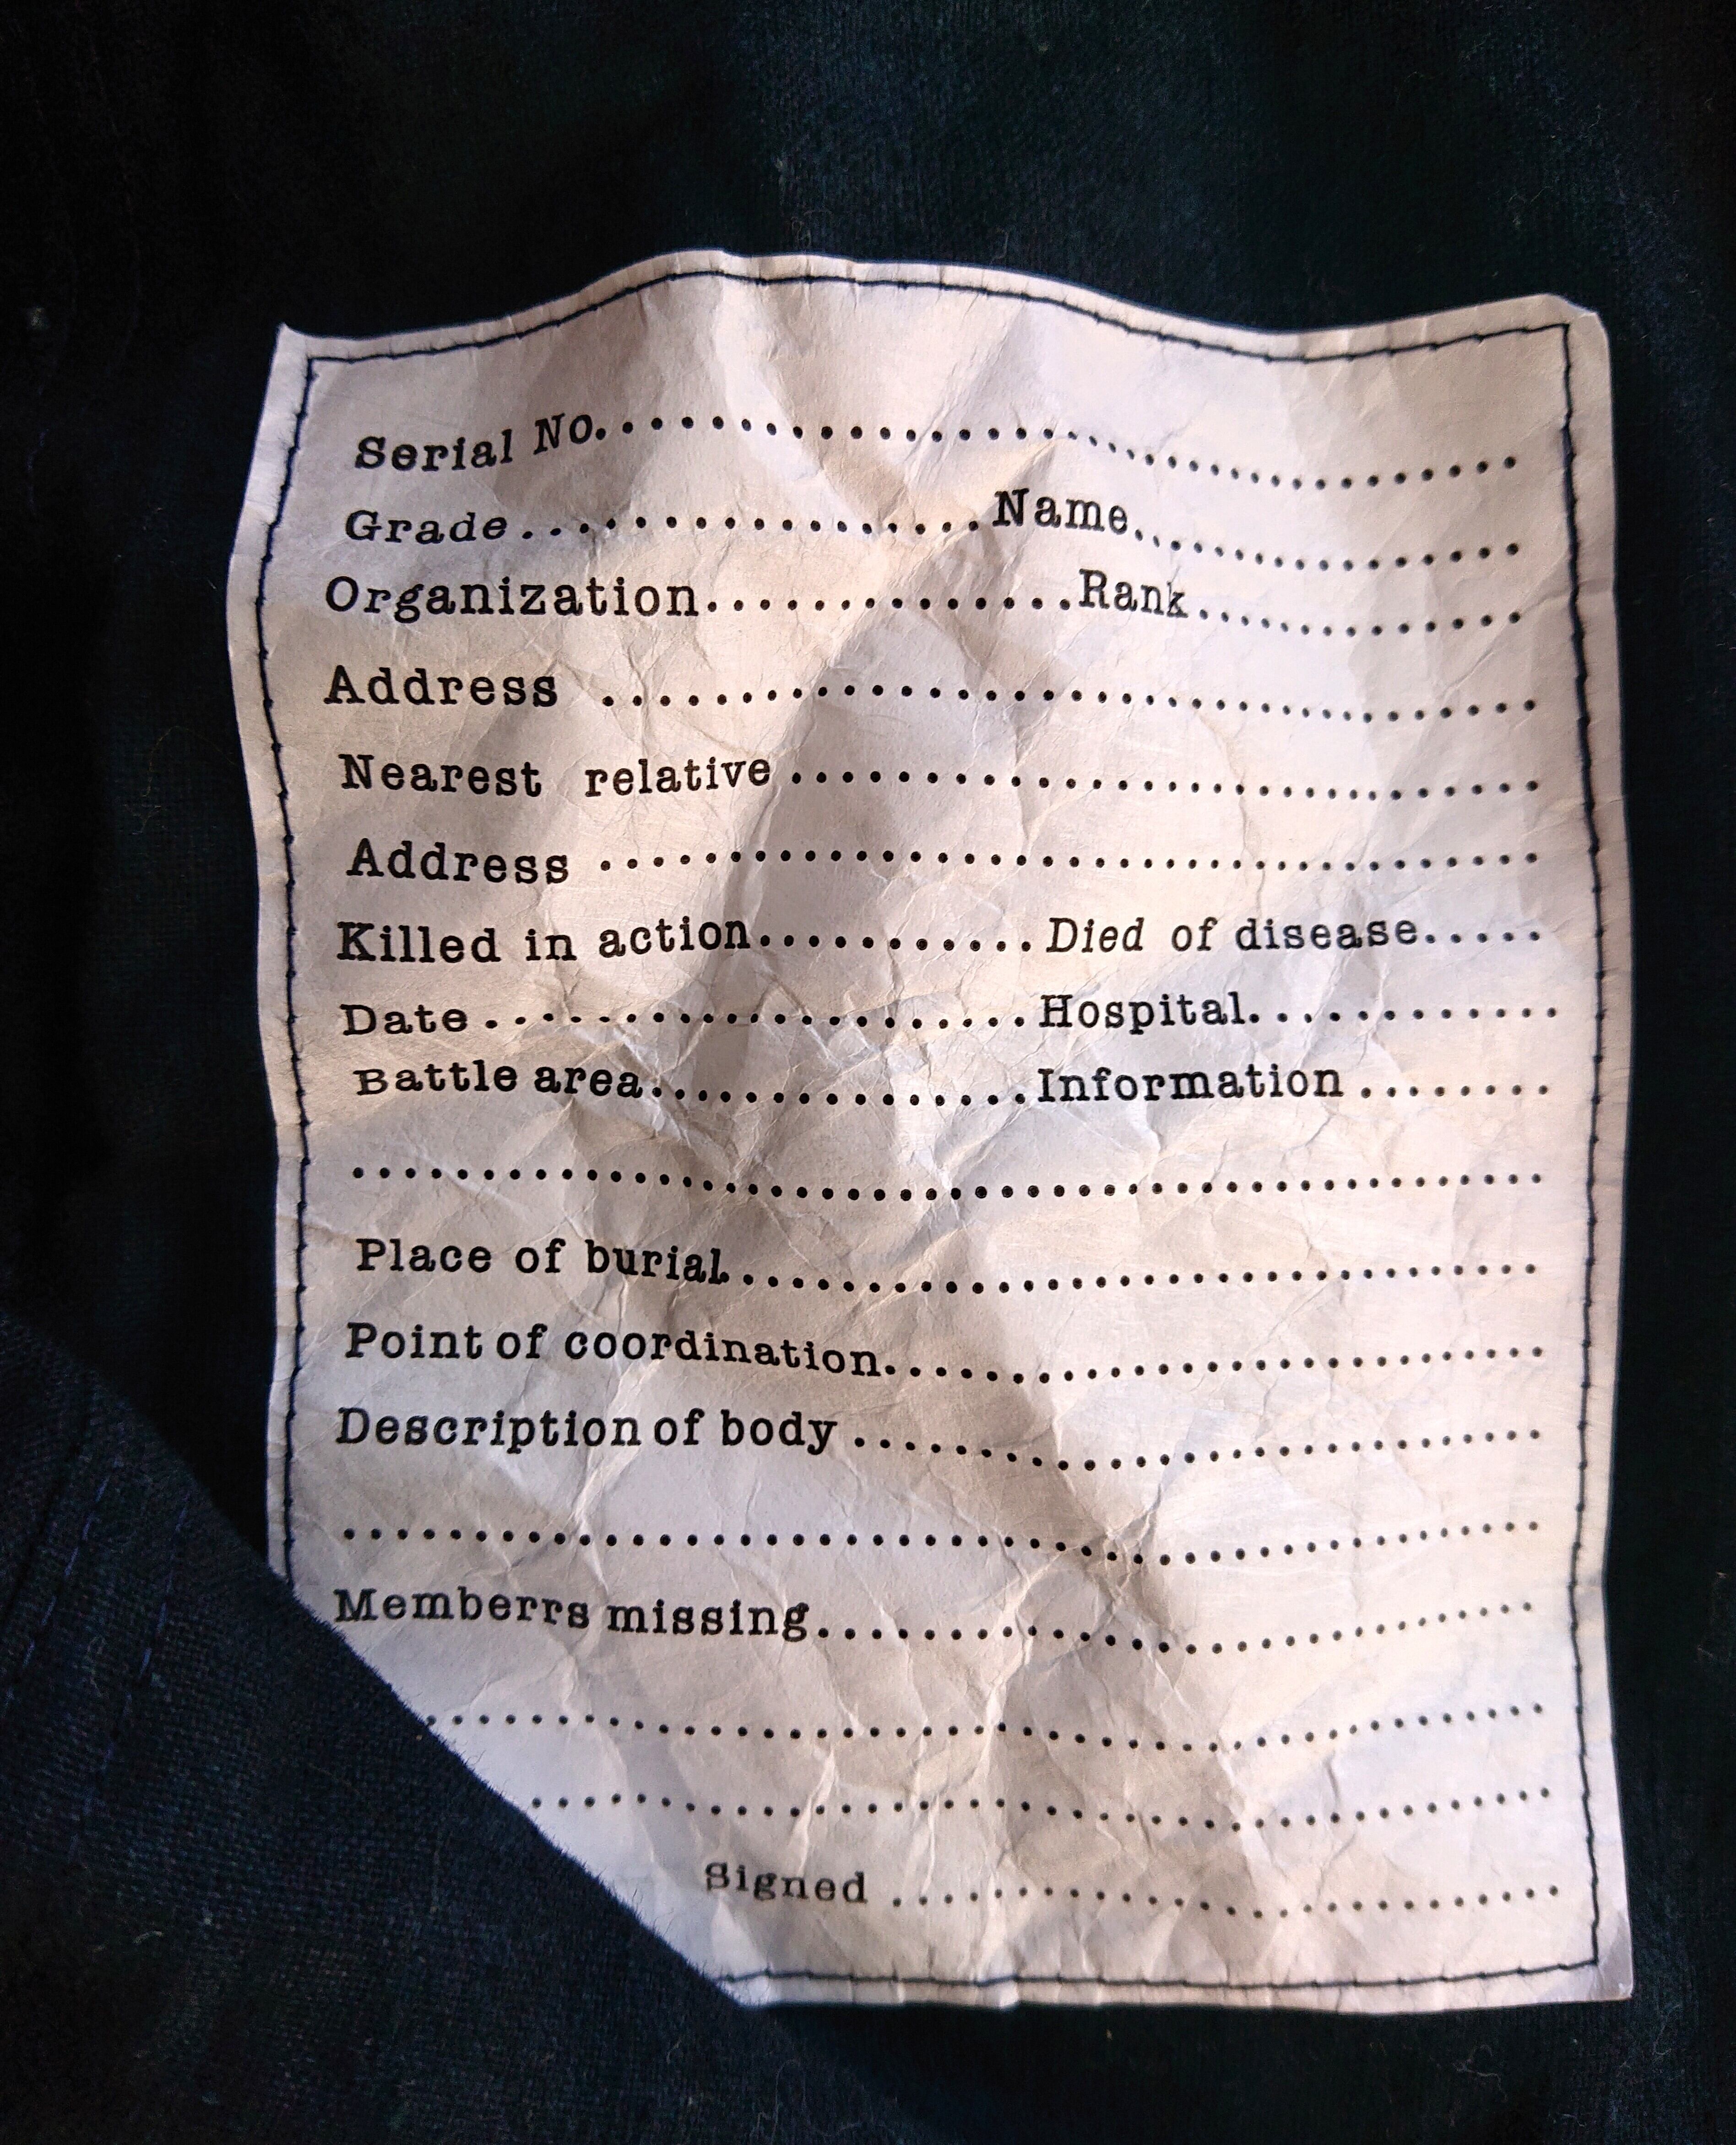 Serial No..............................
Grade..................Name...............
Organization..............Rank.............
Address ....................................
Nearest relative .............................
Address ....................................
Killed in action...........Died of disease.....
Date.....................Hospital............
Battle area...............Information........
...............................................
Place of burial................................
Point of coordination..........................
Description of body ...........................
...............................................
Memberrs missing............................
...........................................
.......................................
Signed ..........................